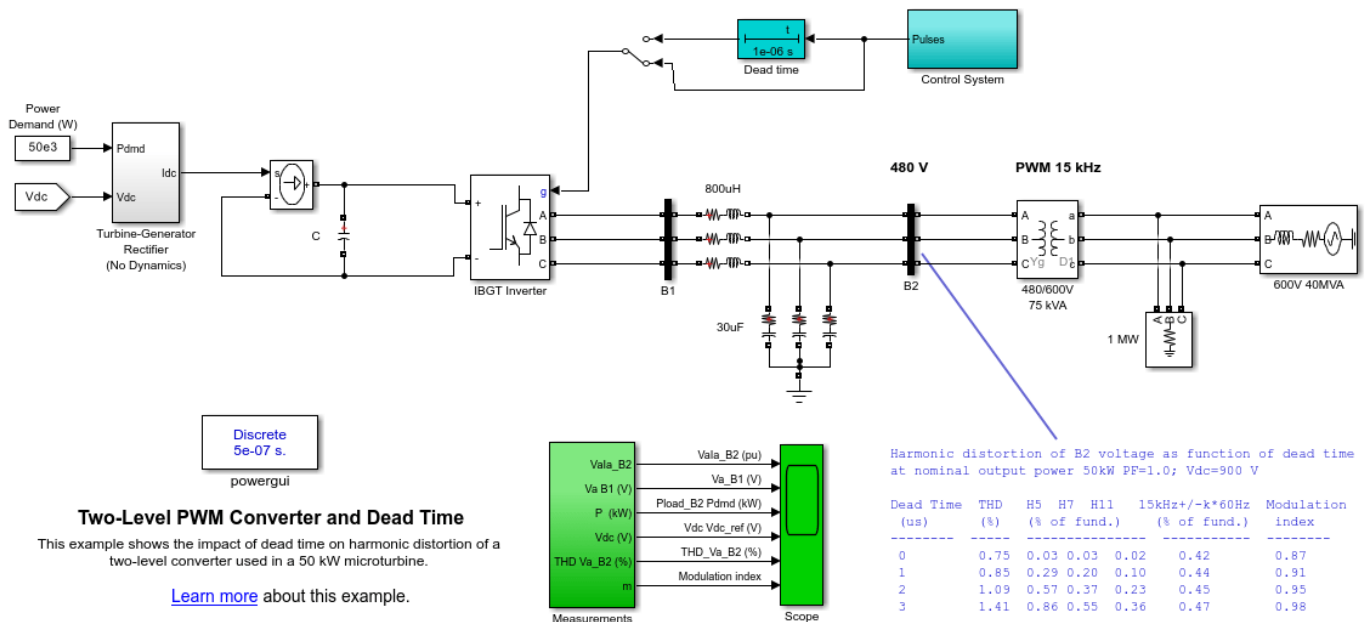 t
1e-06 s
Dead time
Pulses
Control System
Power
Demand (W)
50e3
Vdc
Pdmd
Vdc
Idc
Turbine-Generator
Rectifier
(No Dynamics)
s
+
-
C
+
-
g
A
B
C
IBGT Inverter
B1
800uH
30uF
480 V
B2
PWM 15 kHz
A
B
C
a
b
c
Yg
D1
480/600V
75 kVA
A
B
C
600V 40MVA
1 MW
A
B
C
Discrete
5e-07 s.
powergui
Two-Level PWM Converter and Dead Time
This example shows the impact of dead time on harmonic distortion of a
two-level converter used in a 50 kW microturbine.
Learn more about this example.
Vala_B2
Va B1 (V)
P (kW)
Vdc (V)
THD Va_B2 (%)
m
Measurements
Vala_B2 (pu)
Va_B1 (V)
Pload_B2 Pdmd (kW)
Vdc Vdc_ref (V)
THD_Va_B2 (%)
Modulation index
Scope
Harmonic distortion of B2 voltage as function of dead time
at nominal output power 50kW PF=1.0; Vdc=900 V
Dead Time THD H5 H7 H11 15kHz+/-k*60Hz Modulation
(us) (%) (% of fund.) (% of fund.) index
-------- ----- --------------- ----------- --------
0 0.75 0.03 0.03 0.02 0.42 0.87
1 0.85 0.29 0.20 0.10 0.44 0.91
2 1.09 0.57 0.37 0.23 0.45 0.95
3 1.41 0.86 0.55 0.36 0.47 0.98